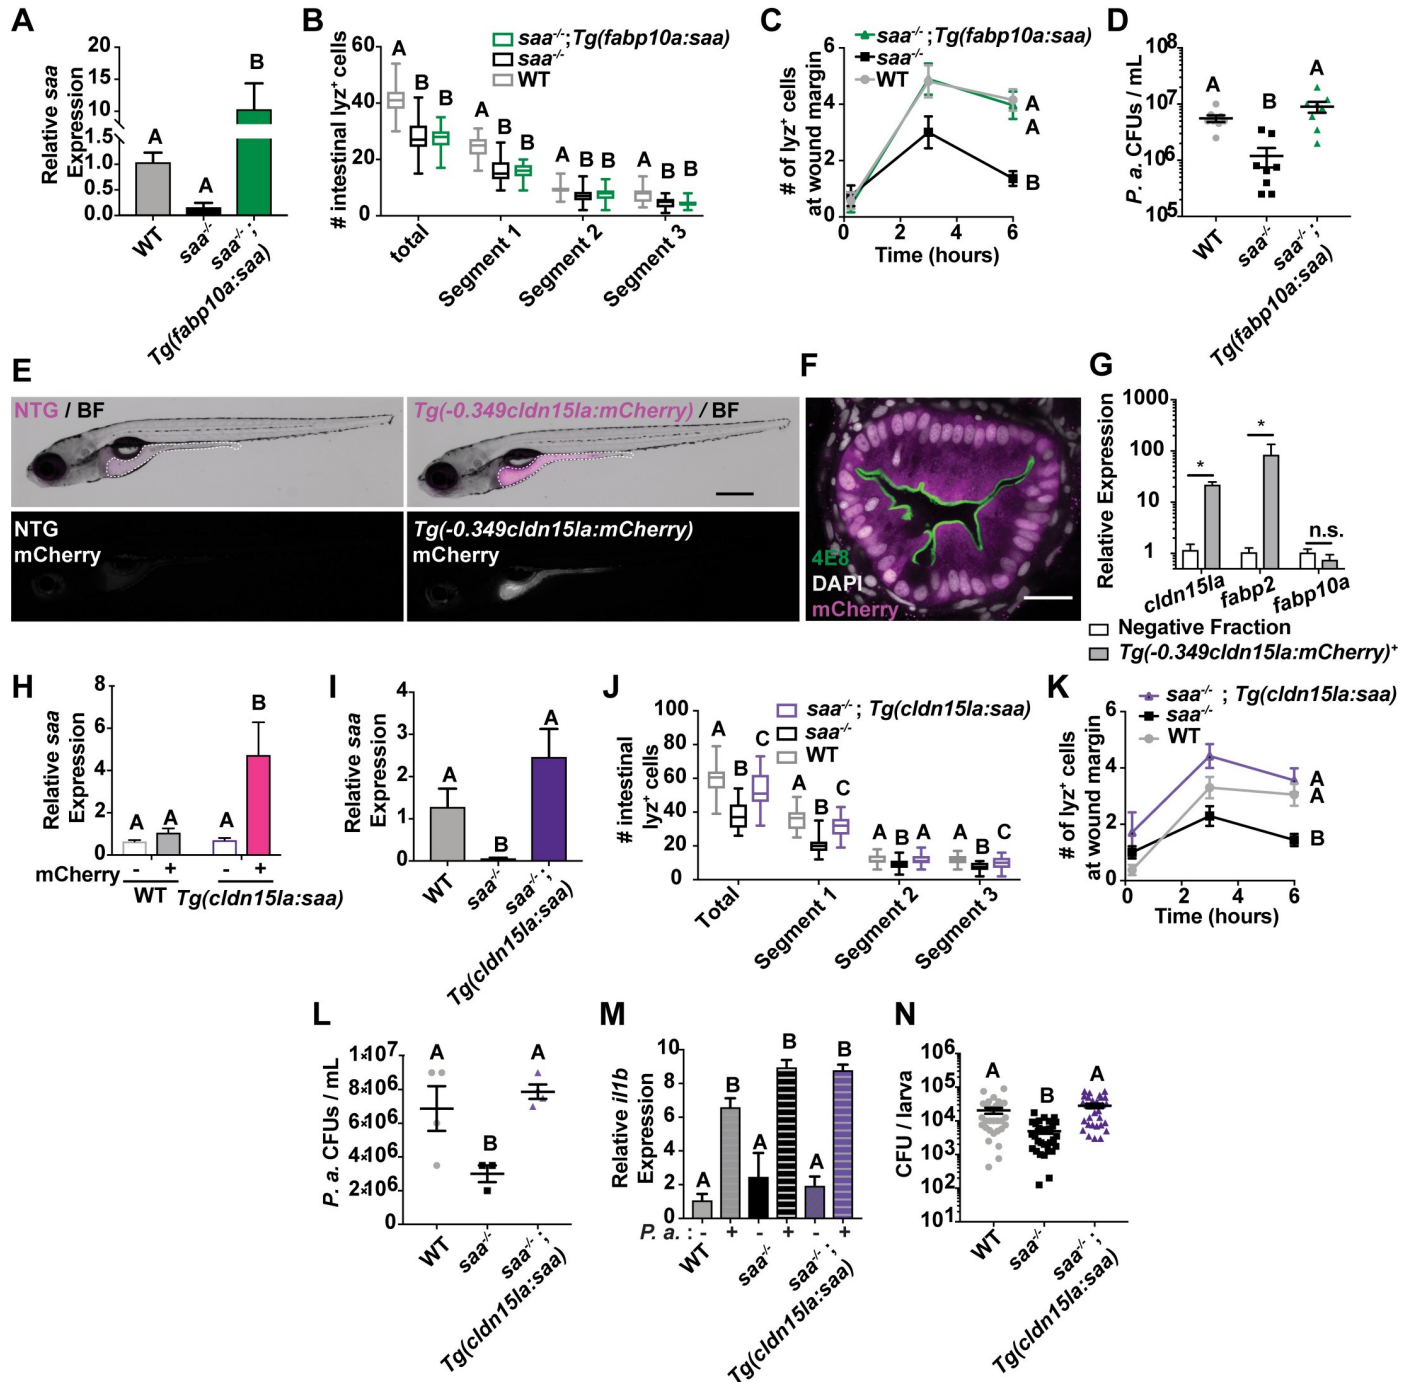 A
Relative saa
Expression
20
15
10
5
1.5
1.0
0.5
0.0
A
A
B
WT
saa-/-
saa-/-;
Tg(fabp10a:saa)
B
# intestinal lyz+ cells
60
40
20
0
saa-/-;Tg(fabp10a:saa)
saa-/-
WT
A
B
B
A
B
B
A
B
B
A
B
B
total
Segment 1
Segment 2
Segment 3
C
# of lyz+ cells
at wound margin
6
4
2
0
saa-/-;Tg(fabp10a:saa)
saa-/-
WT
A
A
B
0
2
4
6
Time (hours)
D
P. a. CFUs / mL
10^8
10^7
10^6
10^5
A
B
A
WT
saa-/-
saa-/-;
Tg(fabp10a:saa)
E
NTG / BF
Tg(-0.349cldn15la:mCherry) / BF
NTG
mCherry
Tg(-0.349cldn15la:mCherry)
mCherry
F
4E8
DAPI
mCherry
G
Relative Expression
1000
100
10
1
*
*
n.s.
cldn15la
fabp2
fabp10a
Negative Fraction
Tg(-0.349cldn15la:mCherry)+
H
Relative saa
Expression
8
6
4
2
0
A
A
A
B
mCherry
- + - +
WT Tg(cldn15la:saa)
I
Relative saa
Expression
4
3
2
1
0
A
B
A
WT
saa-/-
saa-/-;
Tg(cldn15la:saa)
J
# intestinal
lyz+ cells
100
80
60
40
20
0
saa-/-; Tg(cldn15la:saa)
saa-/-
WT
A
B
C
A
B
C
A
B
A
A
B
C
Total
Segment 1
Segment 2
Segment 3
K
# of lyz+ cells
at wound margin
6
4
2
0
saa-/- ; Tg(cldn15la:saa)
saa-/-
WT
A
A
B
0
2
4
6
Time (hours)
L
P. a. CFUs / mL
1×10^7
8×10^6
6×10^6
4×10^6
2×10^6
0
A
B
A
WT
saa-/-
saa-/-;
Tg(cldn15la:saa)
M
Relative il1b
Expression
10
8
6
4
2
0
A
B
A
B
A
B
P. a. : - + - + - +
WT
saa-/-
saa-/- ;
Tg(cldn15la:saa)
N
CFU / larva
10^6
10^5
10^4
10^3
10^2
10^1
A
B
A
WT
saa-/-
saa-/-;
Tg(cldn15la:saa)